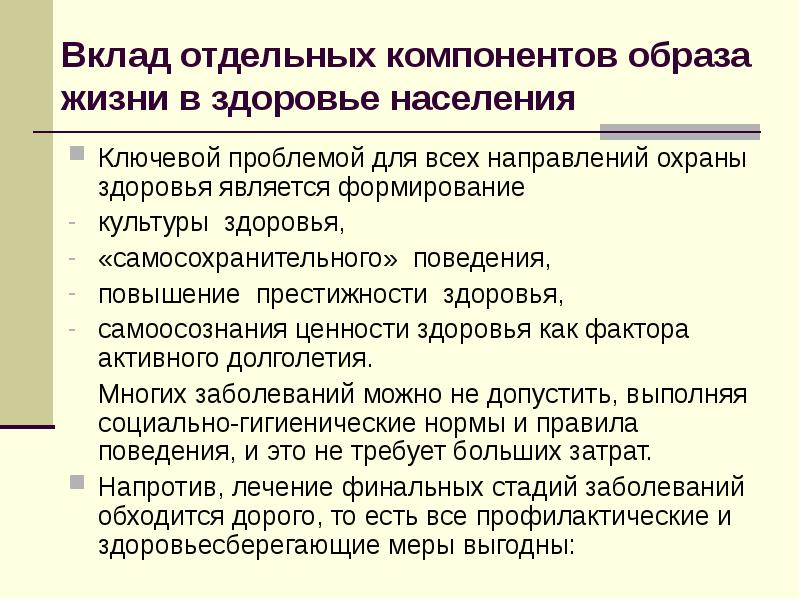 Вклад отдельных компонентов образа
жизни в здоровье населения
Ключевой проблемой для всех направлений охраны
здоровья является формирование
- культуры здоровья,
- «самосохранительного» поведения,
- повышение престижности здоровья,
- самоосознания ценности здоровья как фактора
активного долголетия.
Многих заболеваний можно не допустить, выполняя
социально-гигиенические нормы и правила
поведения, и это не требует больших затрат.
Напротив, лечение финальных стадий заболеваний
обходится дорого, то есть все профилактические и
здоровьесберегающие меры выгодны: